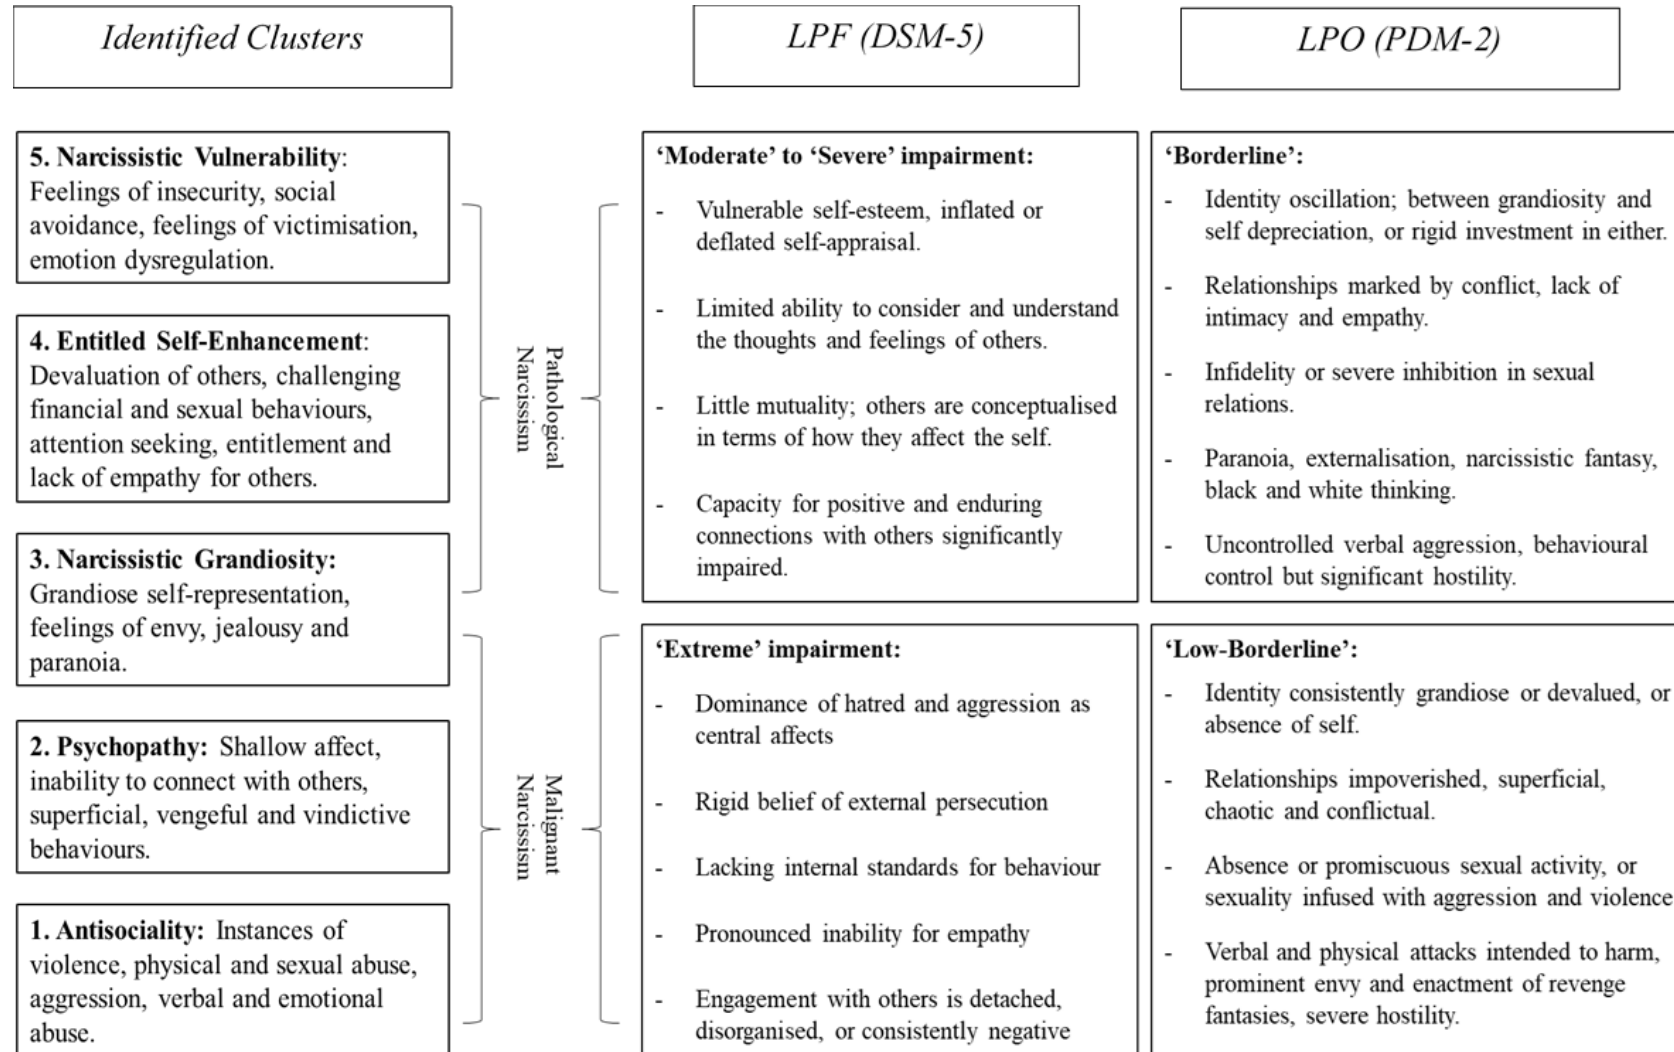 Identified Clusters
LPF (DSM-5)
LPO (PDM-2)
5. Narcissistic Vulnerability:
Feelings of insecurity, social
avoidance, feelings of victimisation,
emotion dysregulation.
4. Entitled Self-Enhancement:
Devaluation of others, challenging
financial and sexual behaviours,
attention seeking, entitlement and
lack of empathy for others.
3. Narcissistic Grandiosity:
Grandiose self-representation,
feelings of envy, jealousy and
paranoia.
2. Psychopathy: Shallow affect,
inability to connect with others,
superficial, vengeful and vindictive
behaviours.
1. Antisociality: Instances of
violence, physical and sexual abuse,
aggression, verbal and emotional
abuse.
Pathological
Narcissism
Malignant
Narcissism
‘Moderate’ to ‘Severe’ impairment:
- Vulnerable self-esteem, inflated or
deflated self-appraisal.
- Limited ability to consider and understand
the thoughts and feelings of others.
- Little mutuality; others are conceptualised
in terms of how they affect the self.
- Capacity for positive and enduring
connections with others significantly
impaired.
‘Extreme’ impairment:
- Dominance of hatred and aggression as
central affects
- Rigid belief of external persecution
- Lacking internal standards for behaviour
- Pronounced inability for empathy
- Engagement with others is detached,
disorganised, or consistently negative
‘Borderline’:
- Identity oscillation; between grandiosity and
self depreciation, or rigid investment in either.
- Relationships marked by conflict, lack of
intimacy and empathy.
- Infidelity or severe inhibition in sexual
relations.
- Paranoia, externalisation, narcissistic fantasy,
black and white thinking.
- Uncontrolled verbal aggression, behavioural
control but significant hostility.
‘Low-Borderline’:
- Identity consistently grandiose or devalued, or
absence of self.
- Relationships impoverished, superficial,
chaotic and conflictual.
- Absence or promiscuous sexual activity, or
sexuality infused with aggression and violence
- Verbal and physical attacks intended to harm,
prominent envy and enactment of revenge
fantasies, severe hostility.